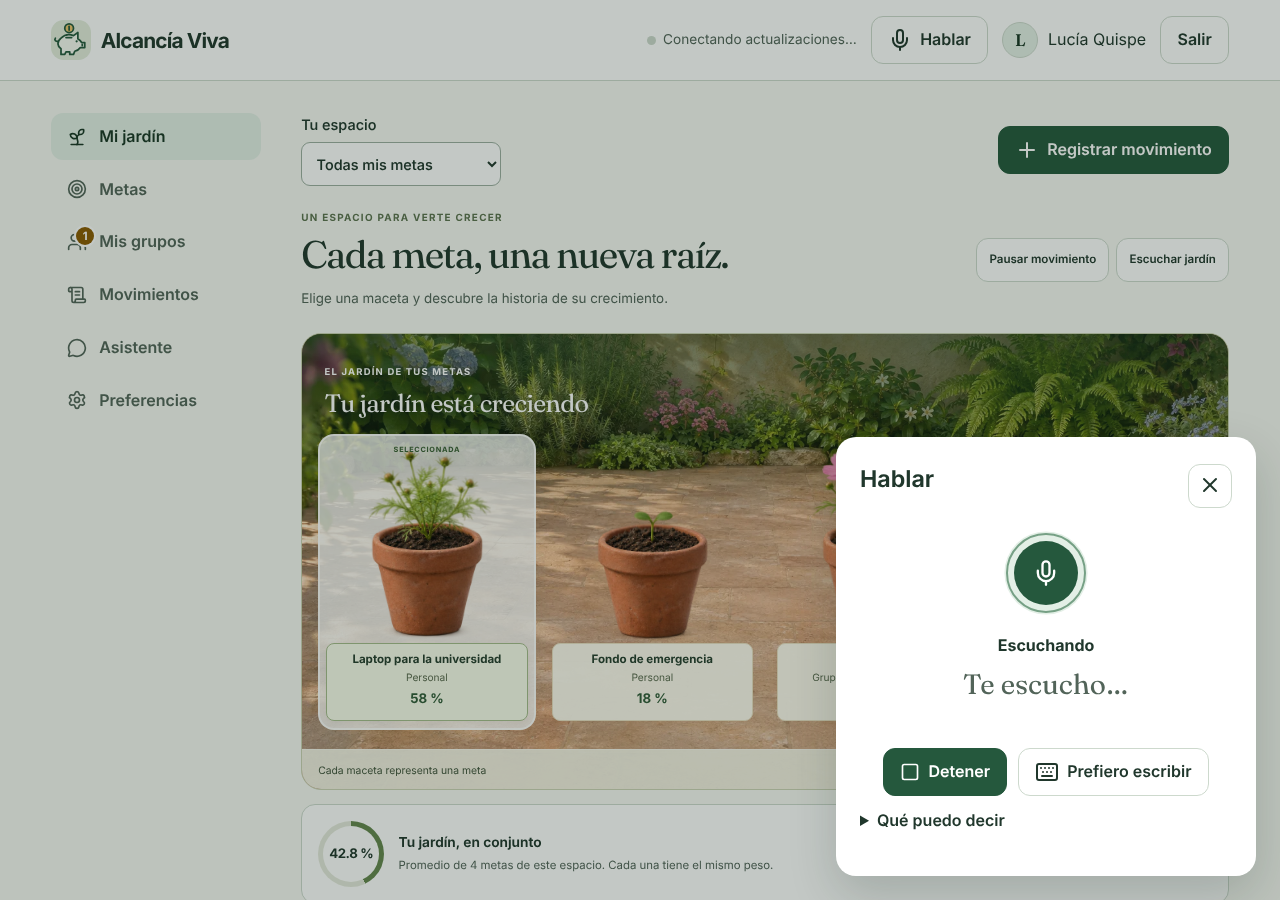 Alcancía Viva
Conectando actualizaciones...
Hablar
L
Lucía Quispe
Salir
Mi jardín
Metas
1
Mis grupos
Movimientos
Asistente
Preferencias
Tu espacio
Todas mis metas
Registrar movimiento
UN ESPACIO PARA VERTE CRECER
Cada meta, una nueva raíz.
Elige una maceta y descubre la historia de su crecimiento.
Pausar movimiento
Escuchar jardín
EL JARDÍN DE TUS METAS
Tu jardín está creciendo
SELECCIONADA
Laptop para la universidad
Personal
58 %
Fondo de emergencia
Personal
18 %
Cada maceta representa una meta
42.8 %
Tu jardín, en conjunto
Promedio de 4 metas de este espacio. Cada una tiene el mismo peso.
Hablar
Escuchando
Te escucho...
Detener
Prefiero escribir
Qué puedo decir